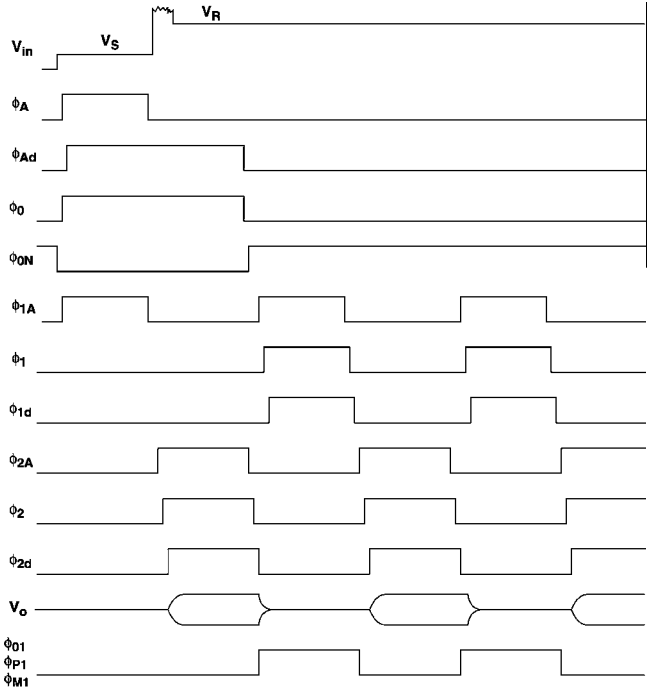 V_R
V_S
V_in
ϕ_A
ϕ_Ad
ϕ_0
ϕ_0N
ϕ_1A
ϕ_1
ϕ_1d
ϕ_2A
ϕ_2
ϕ_2d
V_o
ϕ_01
ϕ_P1
ϕ_M1